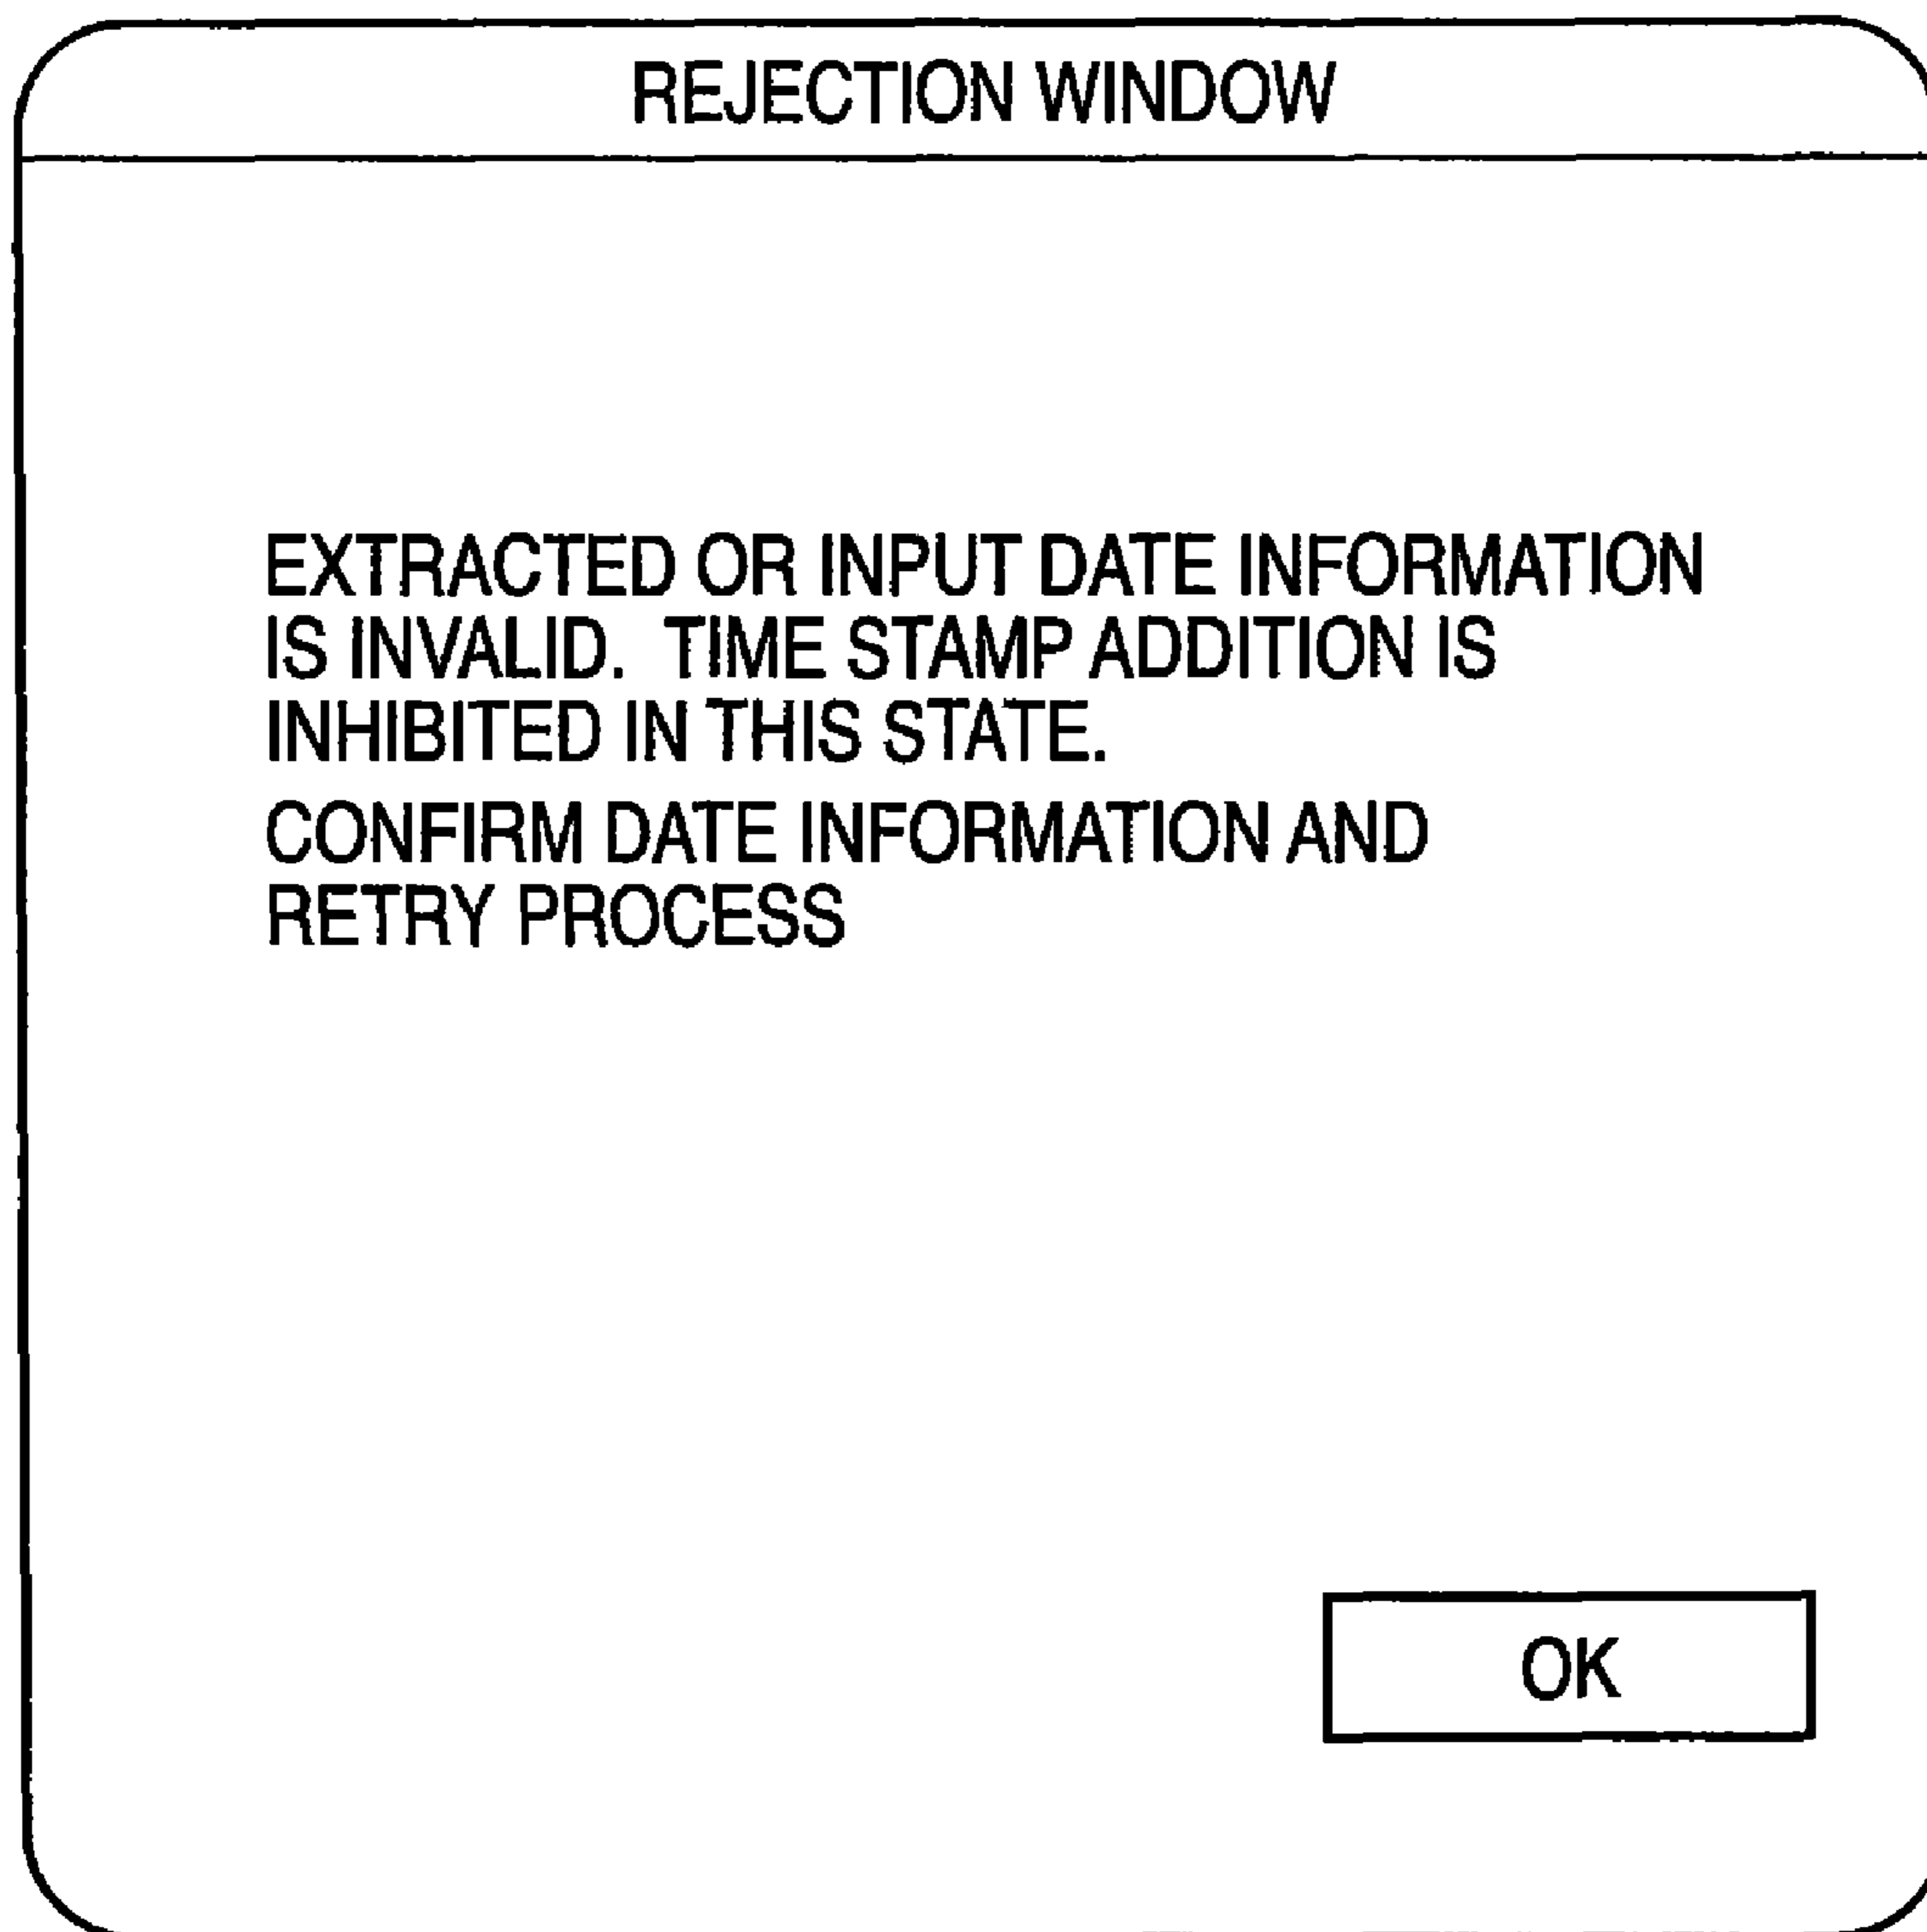 REJECTION WINDOW
EXTRACTED OR INPUT DATE INFORMATION
IS INVALID. TIME STAMP ADDITION IS
INHIBITED IN THIS STATE.
CONFIRM DATE INFORMATION AND
RETRY PROCESS
OK